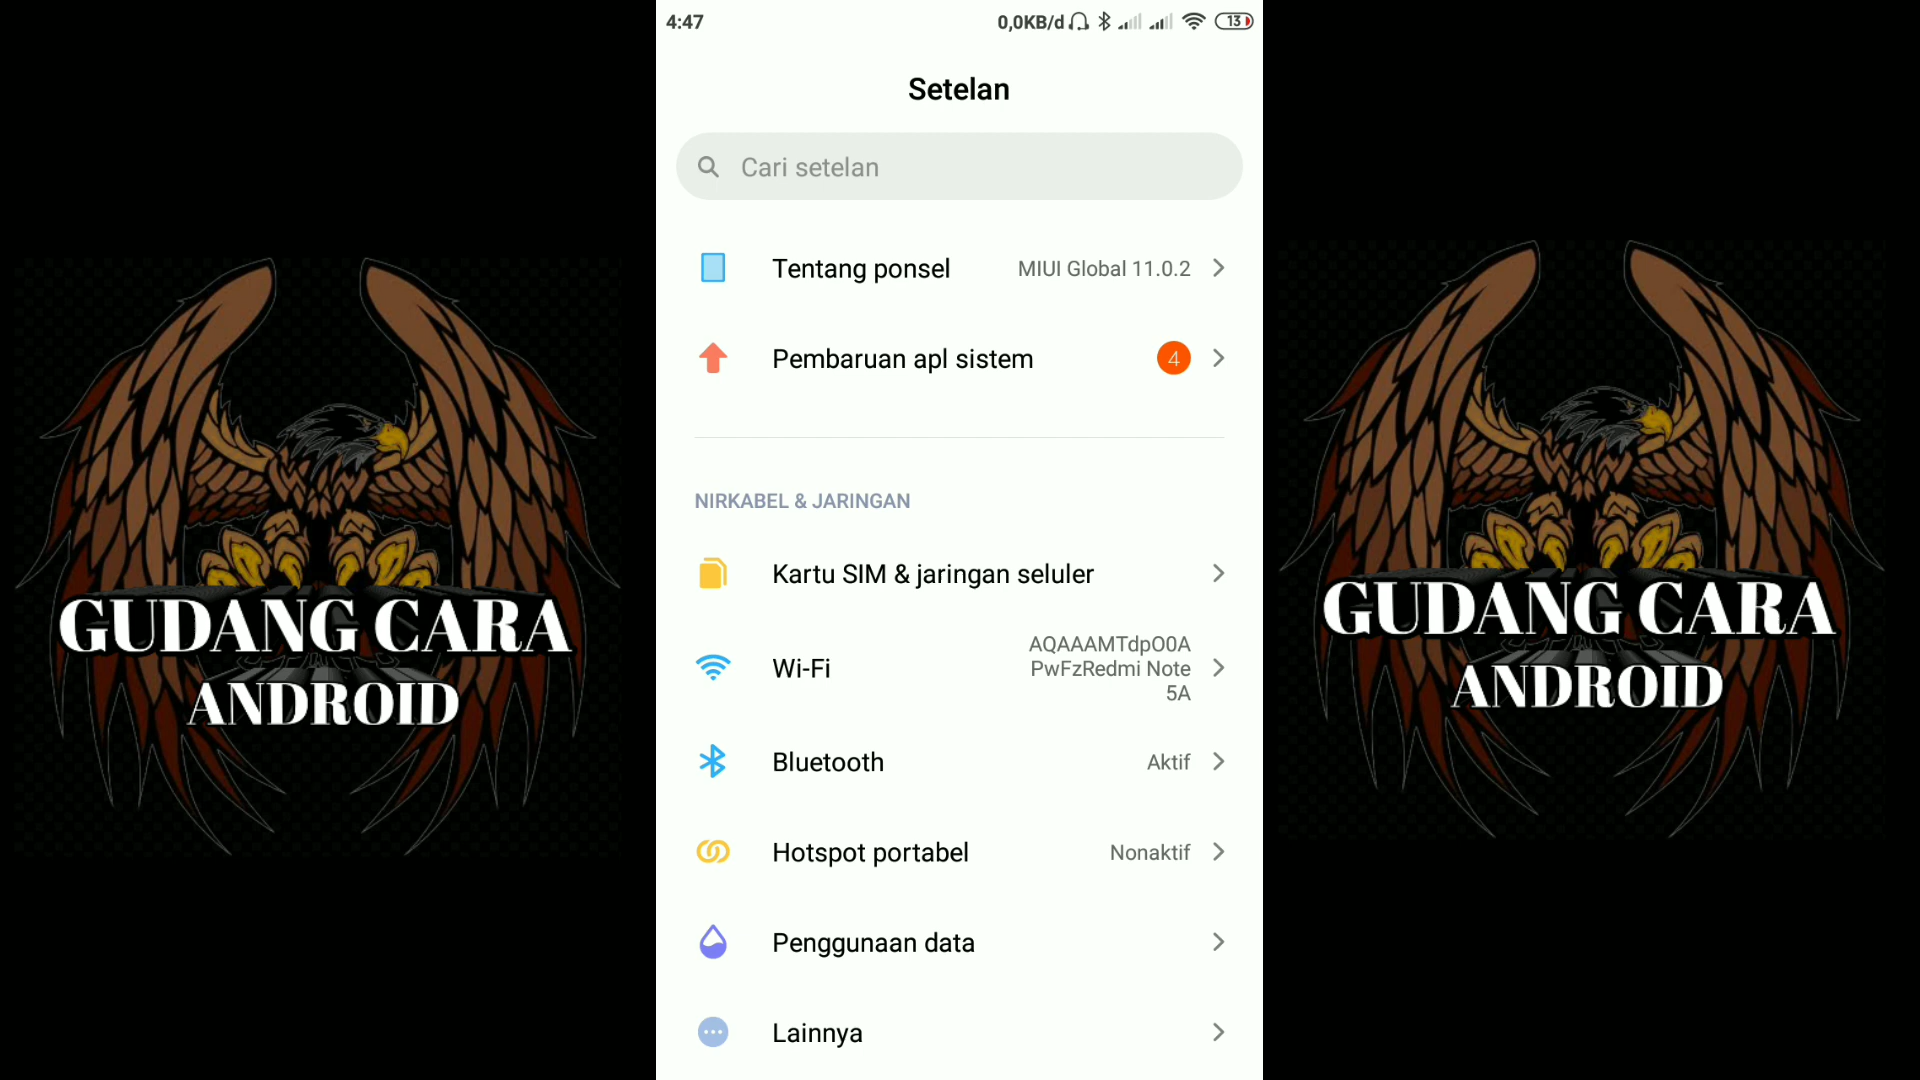 4:47
0,0KB/d
13
Setelan
Cari setelan
Tentang ponsel
MIUI Global 11.0.2
Pembaruan apl sistem
4
NIRKABEL & JARINGAN
Kartu SIM & jaringan seluler
Wi-Fi
AQAAAMTdpO0A
PwFzRedmi Note
5A
Bluetooth
Aktif
Hotspot portabel
Nonaktif
Penggunaan data
Lainnya
GUDANG CARA
ANDROID
GUDANG CARA
ANDROID